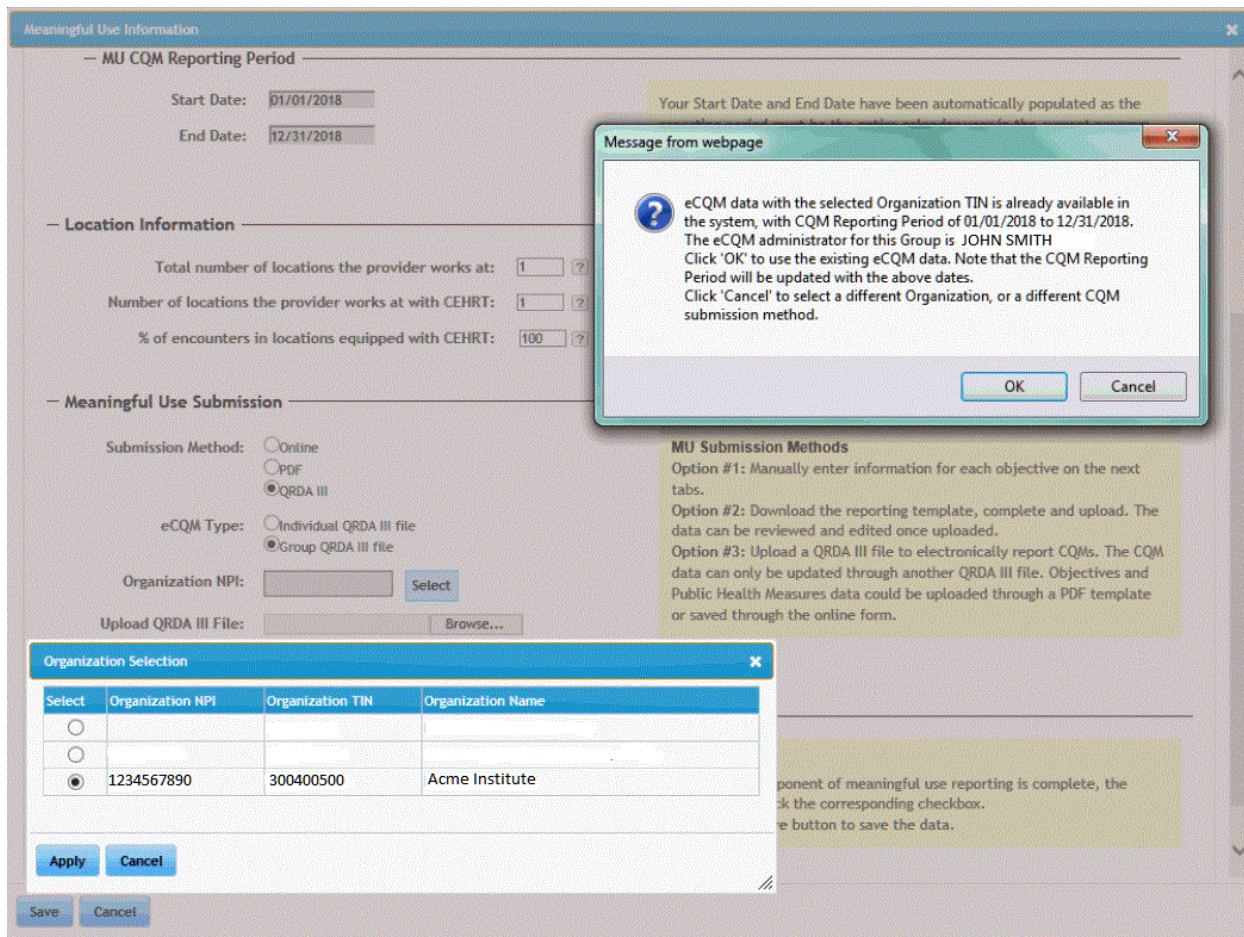 Meaningful Use Information
MU CQM Reporting Period
Start Date: 01/01/2018
End Date: 12/31/2018
Your Start Date and End Date have been automatically populated as the
Message from webpage
eCQM data with the selected Organization TIN is already available in
the system, with CQM Reporting Period of 01/01/2018 to 12/31/2018.
The eCQM administrator for this Group is JOHN SMITH
Click 'OK' to use the existing eCQM data. Note that the CQM Reporting
Period will be updated with the above dates.
Click 'Cancel' to select a different Organization, or a different CQM
submission method.
OK Cancel
Location Information
Total number of locations the provider works at: 1 ?
Number of locations the provider works at with CEHRT: 1 ?
% of encounters in locations equipped with CEHRT: 100 ?
Meaningful Use Submission
Submission Method: Online
PDF
QRDA III
eCQM Type: Individual QRDA III file
Group QRDA III file
Organization NPI: Select
Upload QRDA III File: Browse...
MU Submission Methods
Option #1: Manually enter information for each objective on the next
tabs.
Option #2: Download the reporting template, complete and upload. The
data can be reviewed and edited once uploaded.
Option #3: Upload a QRDA III file to electronically report CQMs. The CQM
data can only be updated through another QRDA III file. Objectives and
Public Health Measures data could be uploaded through a PDF template
or saved through the online form.
Organization Selection
Select Organization NPI Organization TIN Organization Name
1234567890 300400500 Acme Institute
Apply Cancel
of meaningful use reporting is complete, the
the corresponding checkbox.
button to save the data.
Save Cancel